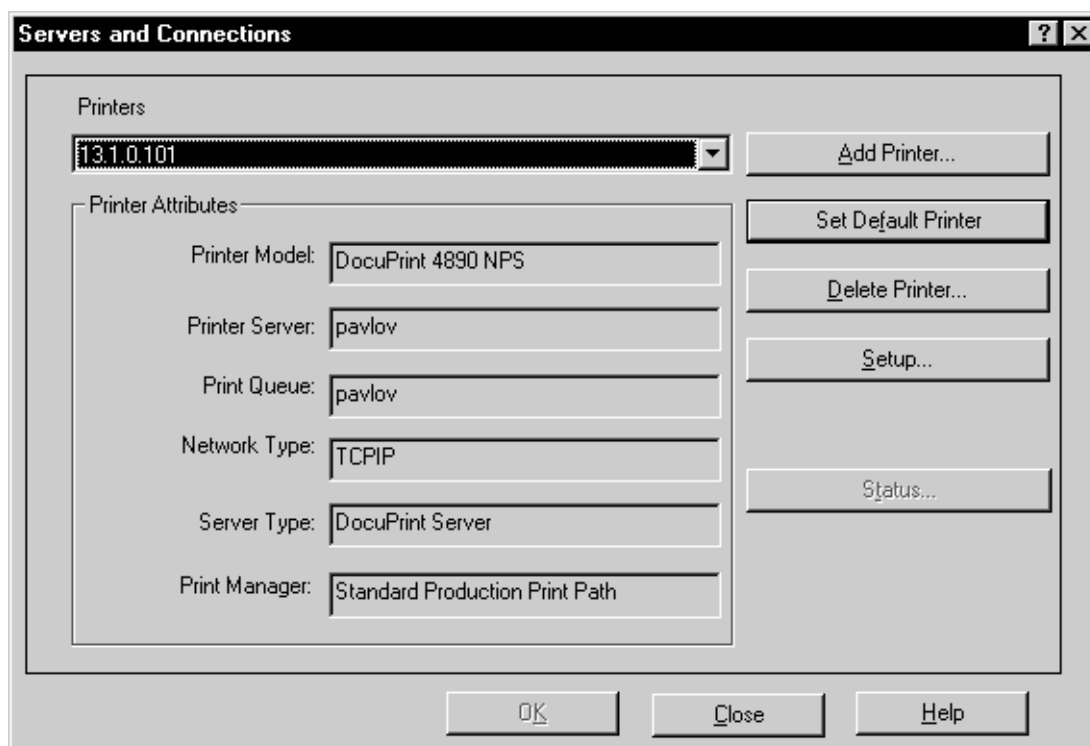 Servers and Connections
Printers
13.1.0.101
Add Printer...
Printer Attributes
Set Default Printer
Printer Model: DocuPrint 4890 NPS
Delete Printer...
Printer Server: pavlov
Setup...
Print Queue: pavlov
Network Type: TCPIP
Status...
Server Type: DocuPrint Server
Print Manager: Standard Production Print Path
OK
Close
Help